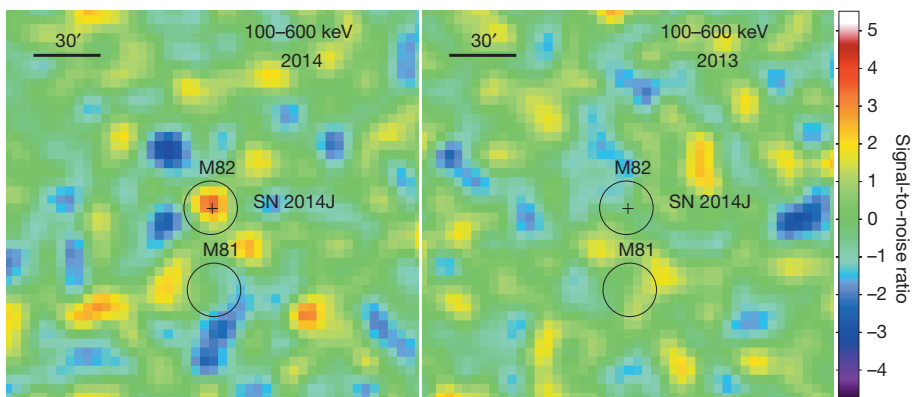 30′
100–600 keV
2014
M82
SN 2014J
M81
30′
100–600 keV
2013
M82
SN 2014J
M81
5
4
3
2
1
0
–1
–2
–3
–4
Signal-to-noise ratio